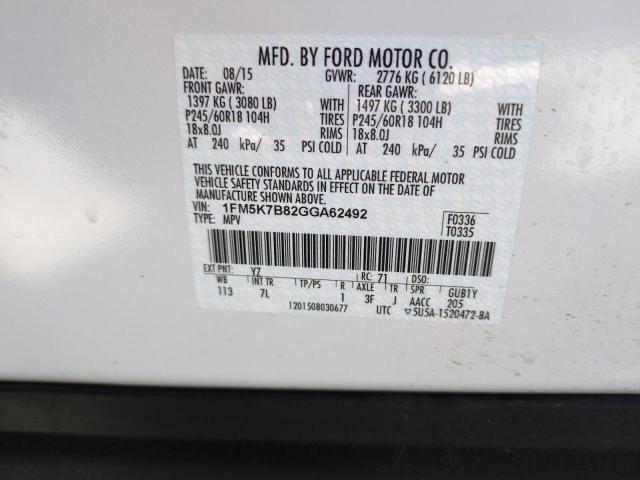 MFD. BY FORD MOTOR CO.
DATE: 08/15 GVWR: 2776 KG ( 6120 LB)
FRONT GAWR: REAR GAWR:
1397 KG ( 3080 LB) WITH 1497 KG ( 3300 LB) WITH
P245/60R18 104H TIRES P245/60R18 104H TIRES
18x8.0J RIMS 18x8.0J RIMS
AT 240 kPa/ 35 PSI COLD AT 240 kPa/ 35 PSI COLD
THIS VEHICLE CONFORMS TO ALL APPLICABLE FEDERAL MOTOR
VEHICLE SAFETY STANDARDS IN EFFECT ON THE DATE OF
MANUFACTURE SHOWN ABOVE.
VIN: 1FM5K7B82GGA62492 F0336
TYPE: MPV T0335
EXT PNT: YZ RC: 71 DSO:
WB INT TR TP/PS R AXLE TR SPR GUB1Y
113 7L 1 3F J AACC 205
1201508030677 UTC ▽5U5A-1520472-BA